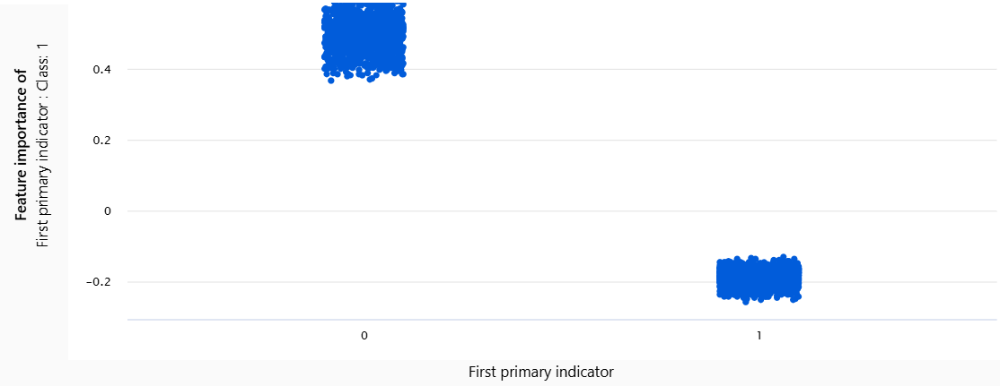 Feature importance of
First primary indicator : Class: 1
0.4
0.2
0
−0.2
0
1
First primary indicator